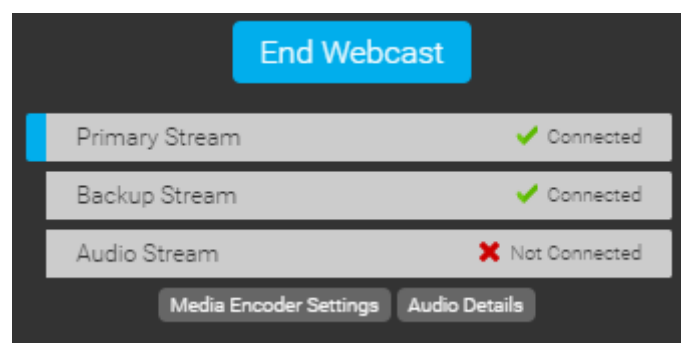 End Webcast
Primary Stream Connected
Backup Stream Connected
Audio Stream Not Connected
Media Encoder Settings Audio Details